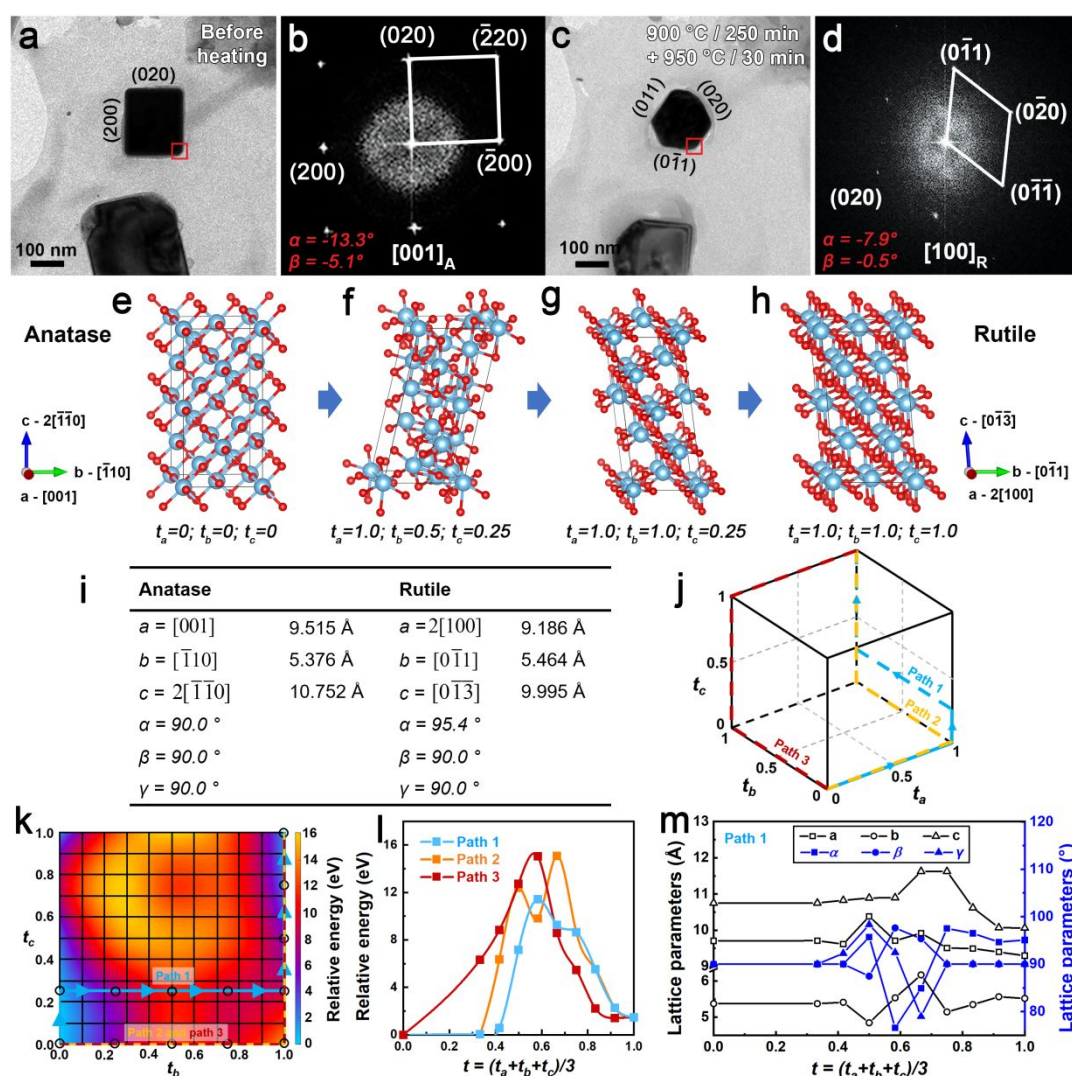 a
Before
heating
(020)
(200)
100 nm
b
(020)
(2̄20)
(200)
(2̄00)
α = -13.3°
β = -5.1°
[001]A
c
900 °C / 250 min
+ 950 °C / 30 min
(011)
(020)
(01̄1)
100 nm
d
(01̄1)
(02̄0)
(01̄1̄)
(020)
α = -7.9°
β = -0.5°
[100]R
Anatase
e
f
g
h
Rutile
c - 2[1̄1̄0]
b - [1̄10]
a - [001]
c - [01̄3̄]
b - [01̄1]
a - 2[100]
ta=0; tb=0; tc=0
ta=1.0; tb=0.5; tc=0.25
ta=1.0; tb=1.0; tc=0.25
ta=1.0; tb=1.0; tc=1.0
i
Anatase Rutile
a = [001] 9.515 Å a = 2[100] 9.186 Å
b = [1̄10] 5.376 Å b = [01̄1] 5.464 Å
c = 2[1̄1̄0] 10.752 Å c = [01̄3̄] 9.995 Å
α = 90.0 ° α = 95.4 °
β = 90.0 ° β = 90.0 °
γ = 90.0 ° γ = 90.0 °
j
1
0.5
tc
0
1
0.5
tb
0
0
0.5
ta
1
Path 1
Path 2
Path 3
k
1.0
0.8
0.6
tc
0.4
0.2
0.0
Path 1
Path 2 and path 3
0.0 0.2 0.4 0.6 0.8 1.0
tb
16
14
12
10
8
6
4
2
0
Relative energy (eV)
l
Path 1
Path 2
Path 3
16
12
8
4
0
Relative energy (eV)
0.0 0.2 0.4 0.6 0.8 1.0
t = (ta+tb+tc)/3
m
Path 1
a b c
α β γ
13
12
11
10
9
6
5
Lattice parameters (Å)
120
110
100
90
80
75
Lattice parameters (°)
0.0 0.2 0.4 0.6 0.8 1.0
t = (ta+tb+tc)/3